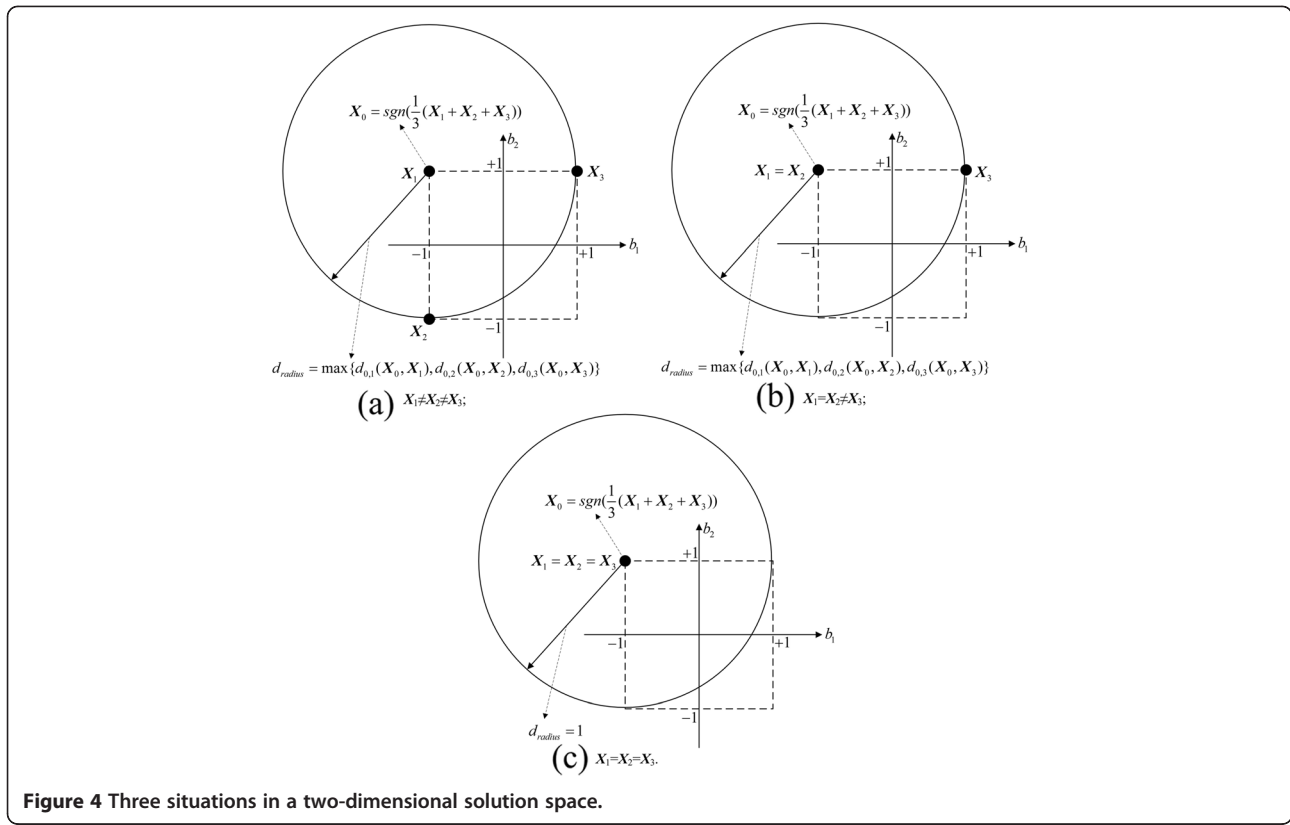 X₀ = sgn(1/3(X₁ + X₂ + X₃))
b₂
+1
X₁
X₃
b₁
−1
+1
X₂
−1
d_radius = max{d₀,₁(X₀, X₁), d₀,₂(X₀, X₂), d₀,₃(X₀, X₃)}
(a) X₁≠X₂≠X₃;
X₀ = sgn(1/3(X₁ + X₂ + X₃))
b₂
+1
X₁ = X₂
X₃
b₁
−1
+1
−1
d_radius = max{d₀,₁(X₀, X₁), d₀,₂(X₀, X₂), d₀,₃(X₀, X₃)}
(b) X₁=X₂≠X₃;
X₀ = sgn(1/3(X₁ + X₂ + X₃))
b₂
+1
X₁ = X₂ = X₃
b₁
−1
+1
−1
d_radius = 1
(c) X₁=X₂=X₃.
Figure 4 Three situations in a two-dimensional solution space.